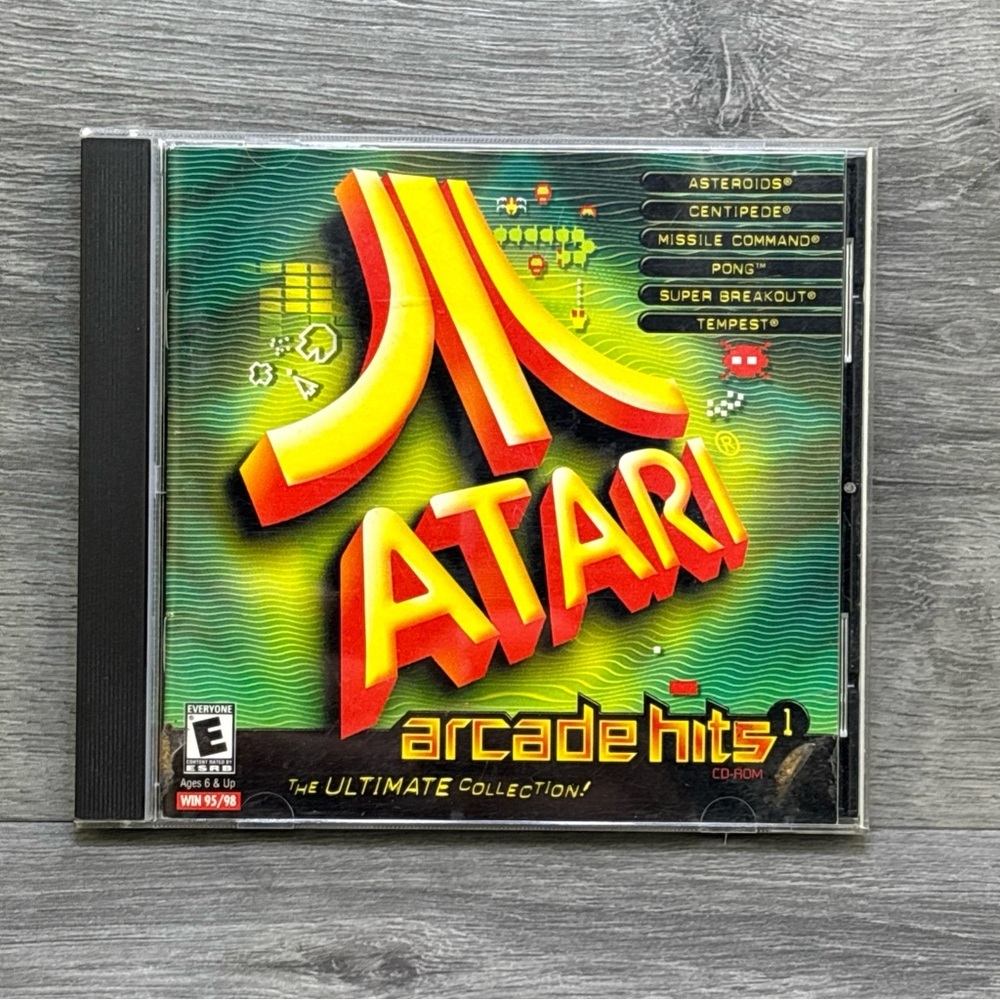 ASTEROIDS®
CENTIPEDE®
MISSILE COMMAND®
PONG™
SUPER BREAKOUT®
TEMPEST®
ATARI®
arcade hits 1
CD-ROM
THE ULTIMATE COLLECTION!
EVERYONE
E
CONTENT RATED BY
ESRB
Ages 6 & Up
WIN 95/98